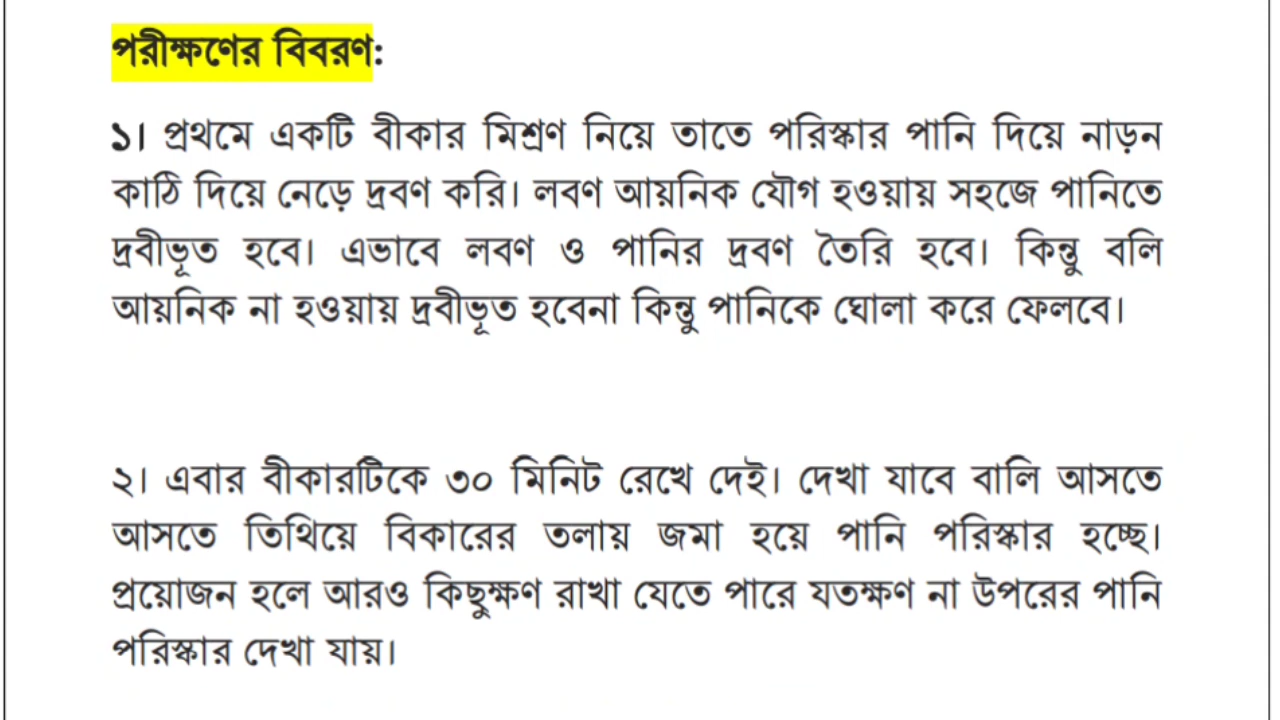 পরীক্ষণের বিবরণ:
১। প্রথমে একটি বীকার মিশ্রণ নিয়ে তাতে পরিস্কার পানি দিয়ে নাড়ন
কাঠি দিয়ে নেড়ে দ্রবণ করি। লবণ আয়নিক যৌগ হওয়ায় সহজে পানিতে
দ্রবীভূত হবে। এভাবে লবণ ও পানির দ্রবণ তৈরি হবে। কিন্তু বলি
আয়নিক না হওয়ায় দ্রবীভূত হবেনা কিন্তু পানিকে ঘোলা করে ফেলবে।
২। এবার বীকারটিকে ৩০ মিনিট রেখে দেই। দেখা যাবে বালি আসতে
আসতে তিথিয়ে বিকারের তলায় জমা হয়ে পানি পরিস্কার হচ্ছে।
প্রয়োজন হলে আরও কিছুক্ষণ রাখা যেতে পারে যতক্ষণ না উপরের পানি
পরিস্কার দেখা যায়।